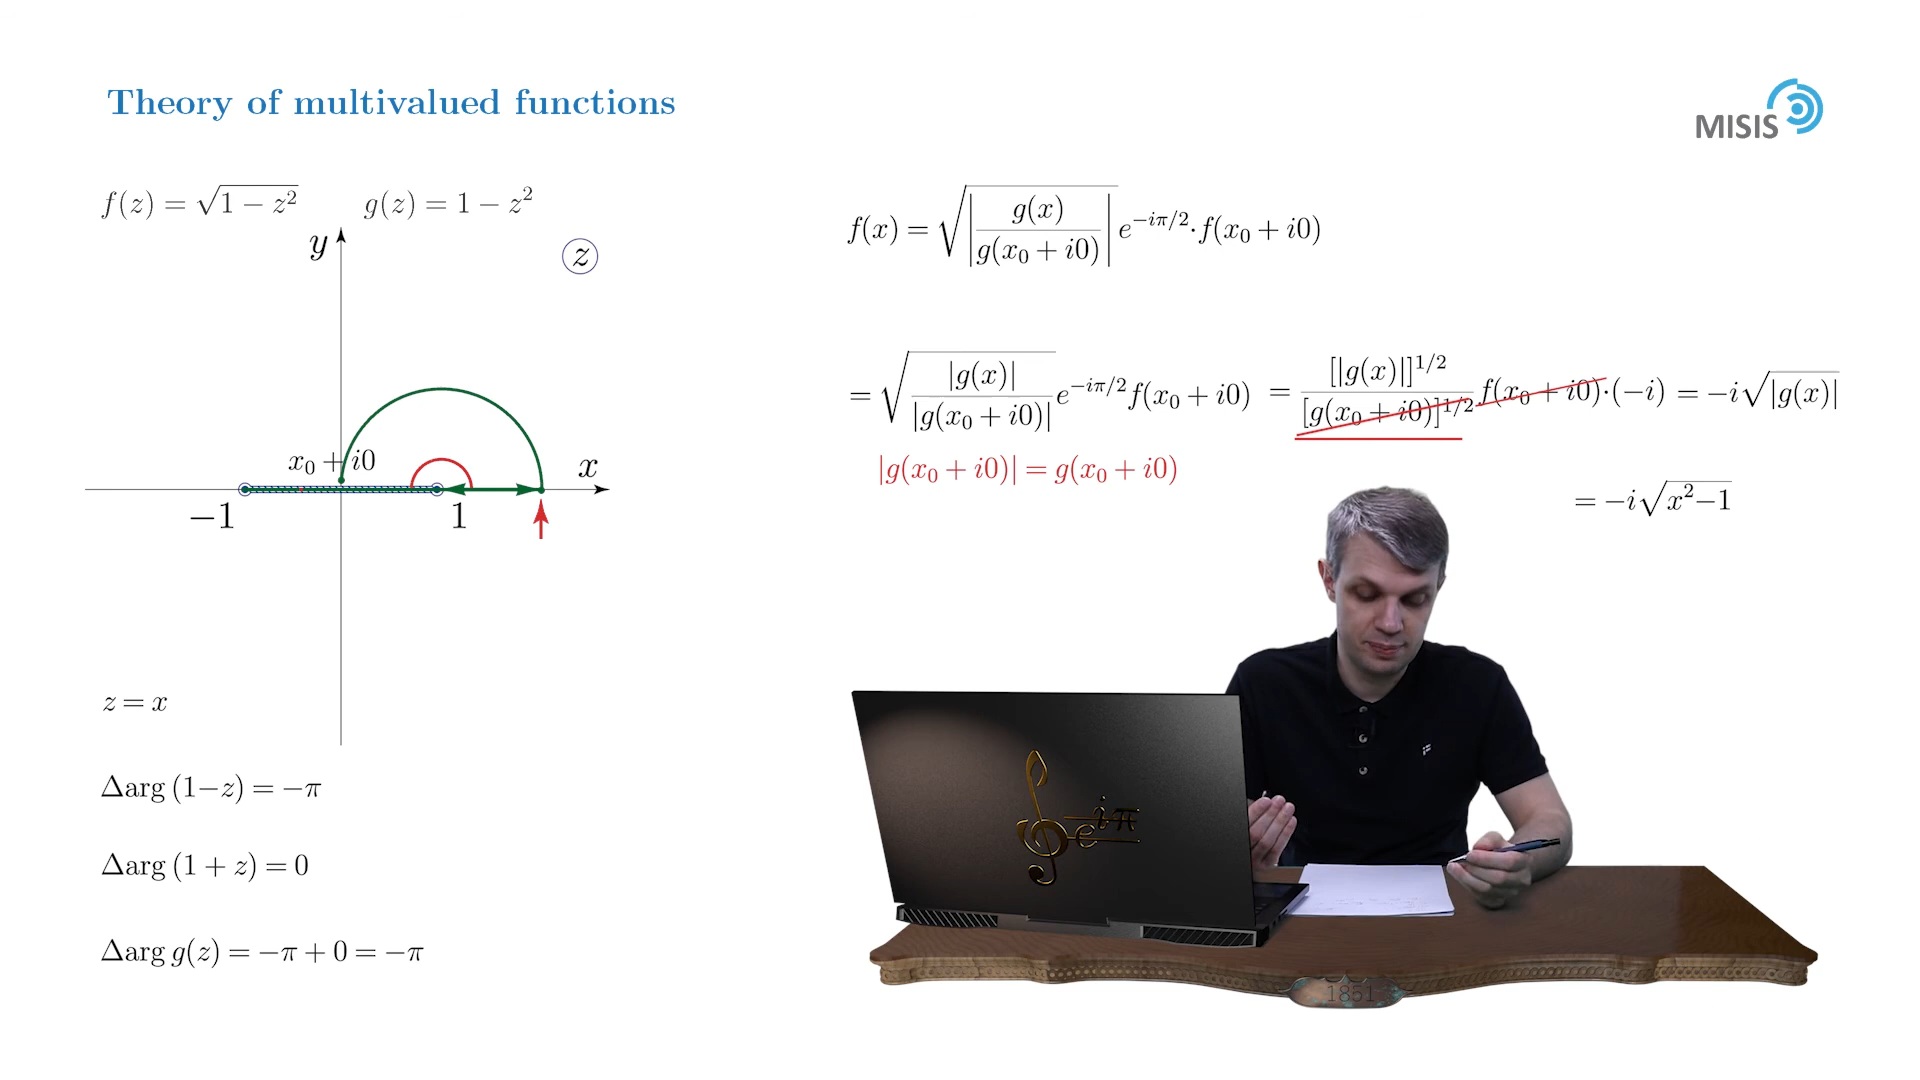 Theory of multivalued functions
MISIS
f(z) = √(1 − z²)    g(z) = 1 − z²
y
z
x₀ + i0
x
−1
1
z = x
Δarg (1−z) = −π
Δarg (1 + z) = 0
Δarg g(z) = −π + 0 = −π
f(x) = √|g(x)/g(x₀ + i0)| e^{−iπ/2}·f(x₀ + i0)
= √(|g(x)|/|g(x₀ + i0)|) e^{−iπ/2} f(x₀ + i0) = [|g(x)|]^{1/2}/[g(x₀ + i0)]^{1/2} f(x₀ + i0)·(−i) = −i√|g(x)|
|g(x₀ + i0)| = g(x₀ + i0)
= −i√(x²−1)
e^{iπ}
1851